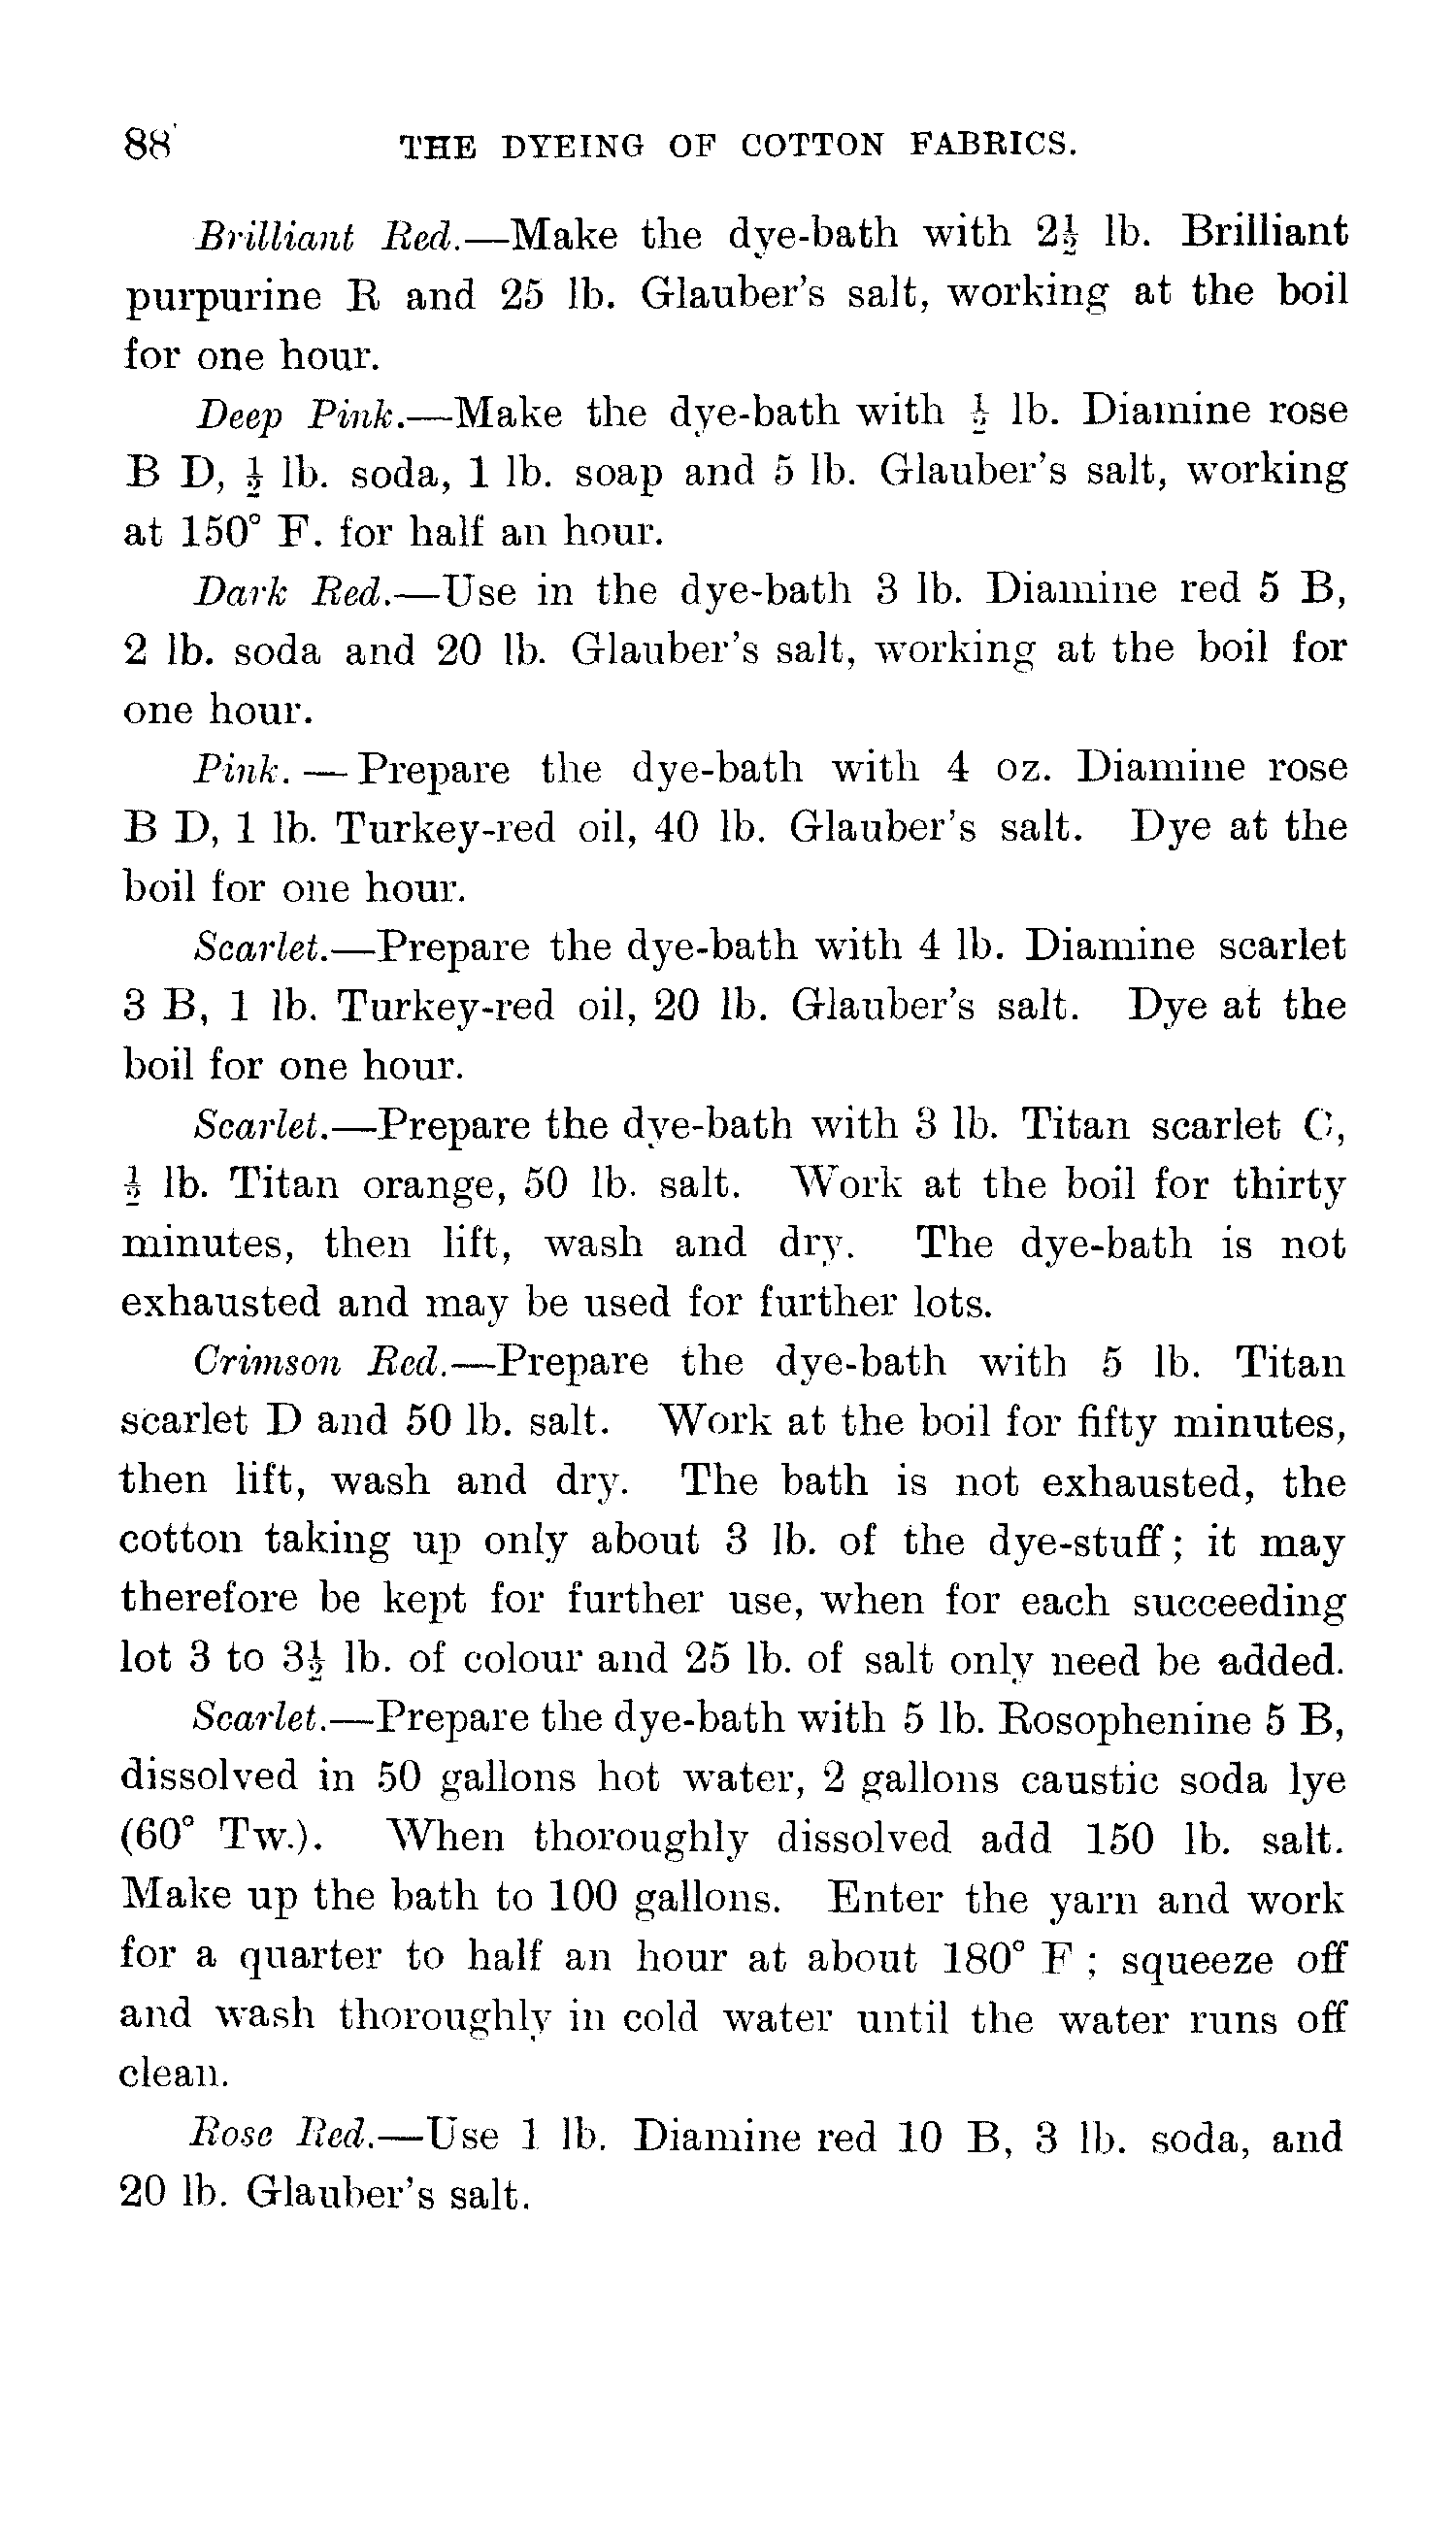 88 THE DYEING OF COTTON FABRICS.
Brilliant Red.—Make the dye-bath with 2½ lb. Brilliant
purpurine R and 25 lb. Glauber's salt, working at the boil
for one hour.
Deep Pink.—Make the dye-bath with ½ lb. Diamine rose
B D, ½ lb. soda, 1 lb. soap and 5 lb. Glauber's salt, working
at 150° F. for half an hour.
Dark Red.—Use in the dye-bath 3 lb. Diamine red 5 B,
2 lb. soda and 20 lb. Glauber's salt, working at the boil for
one hour.
Pink. — Prepare the dye-bath with 4 oz. Diamine rose
B D, 1 lb. Turkey-red oil, 40 lb. Glauber's salt. Dye at the
boil for one hour.
Scarlet.—Prepare the dye-bath with 4 lb. Diamine scarlet
3 B, 1 lb. Turkey-red oil, 20 lb. Glauber's salt. Dye at the
boil for one hour.
Scarlet.—Prepare the dye-bath with 3 lb. Titan scarlet C,
½ lb. Titan orange, 50 lb. salt. Work at the boil for thirty
minutes, then lift, wash and dry. The dye-bath is not
exhausted and may be used for further lots.
Crimson Red.—Prepare the dye-bath with 5 lb. Titan
scarlet D and 50 lb. salt. Work at the boil for fifty minutes,
then lift, wash and dry. The bath is not exhausted, the
cotton taking up only about 3 lb. of the dye-stuff; it may
therefore be kept for further use, when for each succeeding
lot 3 to 3½ lb. of colour and 25 lb. of salt only need be added.
Scarlet.—Prepare the dye-bath with 5 lb. Rosophenine 5 B,
dissolved in 50 gallons hot water, 2 gallons caustic soda lye
(60° Tw.). When thoroughly dissolved add 150 lb. salt.
Make up the bath to 100 gallons. Enter the yarn and work
for a quarter to half an hour at about 180° F ; squeeze off
and wash thoroughly in cold water until the water runs off
clean.
Rose Red.—Use 1 lb. Diamine red 10 B, 3 lb. soda, and
20 lb. Glauber's salt.